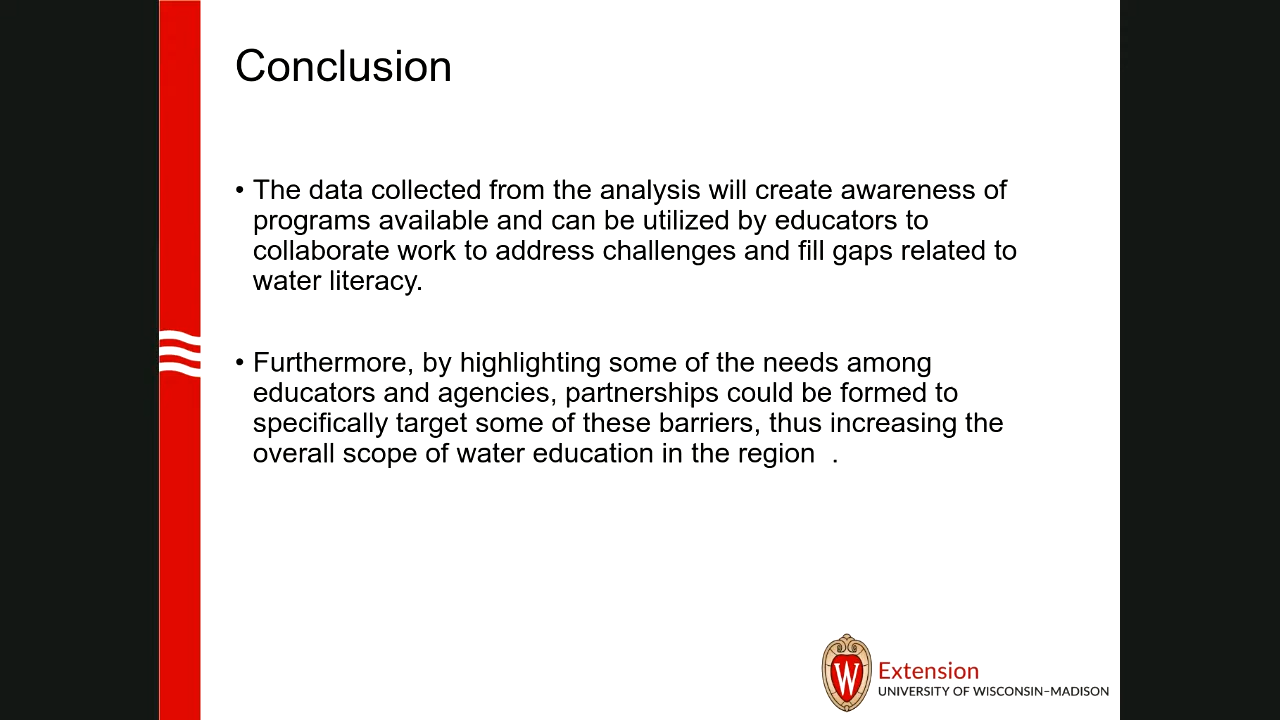 Conclusion
• The data collected from the analysis will create awareness of
programs available and can be utilized by educators to
collaborate work to address challenges and fill gaps related to
water literacy.
• Furthermore, by highlighting some of the needs among
educators and agencies, partnerships could be formed to
specifically target some of these barriers, thus increasing the
overall scope of water education in the region  .
W
Extension
UNIVERSITY OF WISCONSIN–MADISON